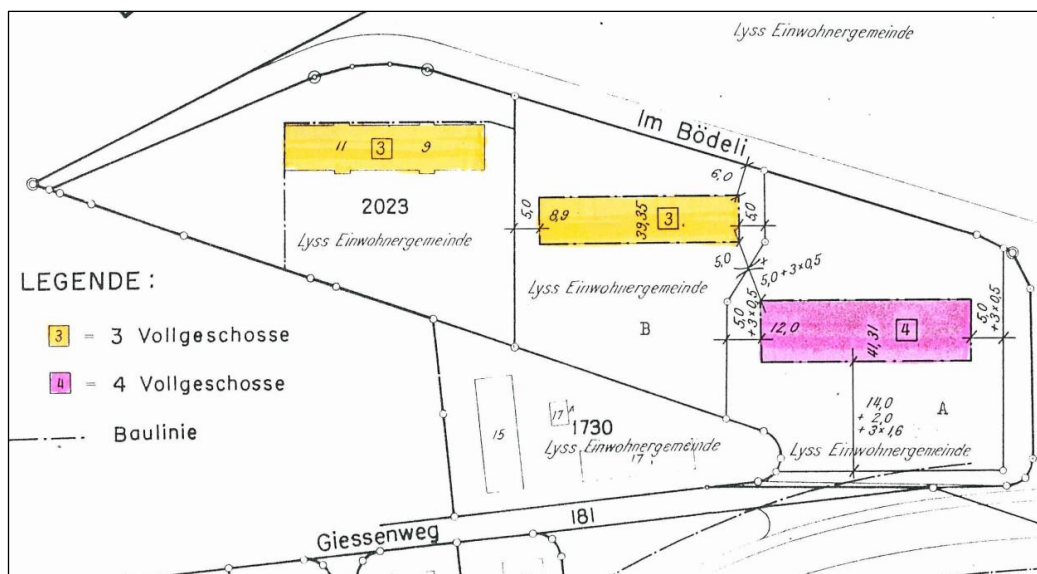 Lyss Einwohnergemeinde
Im Bödeli
6,0
11 3 9
2023
Lyss Einwohnergemeinde
5,0
8,9
39,35
3
5,0
5,0
x
5,0 + 3 x 0,5
Lyss Einwohnergemeinde
B
5,0
+ 3 x 0,5
12,0
41,31
4
5,0
+ 3 x 0,5
14,0
+ 2,0
+ 3 x 1,6
A
Lyss Einwohnergemeinde
LEGENDE:
3 = 3 Vollgeschosse
4 = 4 Vollgeschosse
Baulinie
15
17A
1730
Lyss Einwohnergemeinde
17
Giessenweg
181